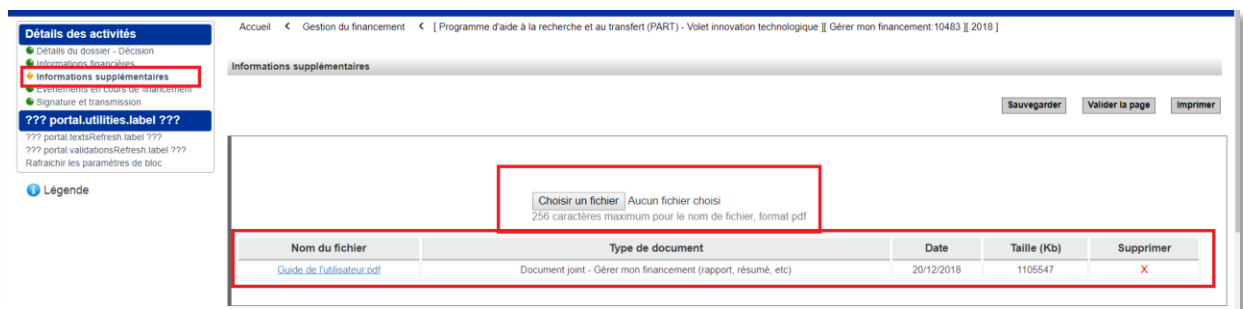 Accueil < Gestion du financement < [ Programme d'aide à la recherche et au transfert (PART) - Volet innovation technologique ][ Gérer mon financement:10483 ][ 2018 ]
Détails des activités
Détails du dossier - Décision
Informations financières
Informations supplémentaires
Evénements en cours de financement
Signature et transmission
??? portal.utilities.label ???
??? portal.textsRefresh.label ???
??? portal.validationsRefresh.label ???
Rafraichir les paramètres de bloc
Légende
Informations supplémentaires
Sauvegarder Valider la page Imprimer
Choisir un fichier Aucun fichier choisi
256 caractères maximum pour le nom de fichier, format pdf
Nom du fichier Type de document Date Taille (Kb) Supprimer
Guide de l'utilisateur.pdf Document joint - Gérer mon financement (rapport, résumé, etc) 20/12/2018 1105547 X